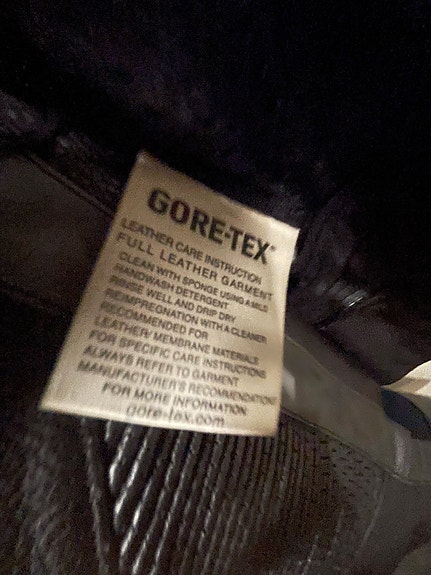 GORE-TEX®
LEATHER CARE INSTRUCTION
FULL LEATHER GARMENT
CLEAN WITH SPONGE USING A MILD
HANDWASH DETERGENT
RINSE WELL AND DRIP DRY
REIMPREGNATION WITH A CLEANER
RECOMMENDED FOR
LEATHER/MEMBRANE MATERIALS
FOR SPECIFIC CARE INSTRUCTIONS
ALWAYS REFER TO GARMENT
MANUFACTURER'S RECOMMENDATIONS
FOR MORE INFORMATION:
gore-tex.com